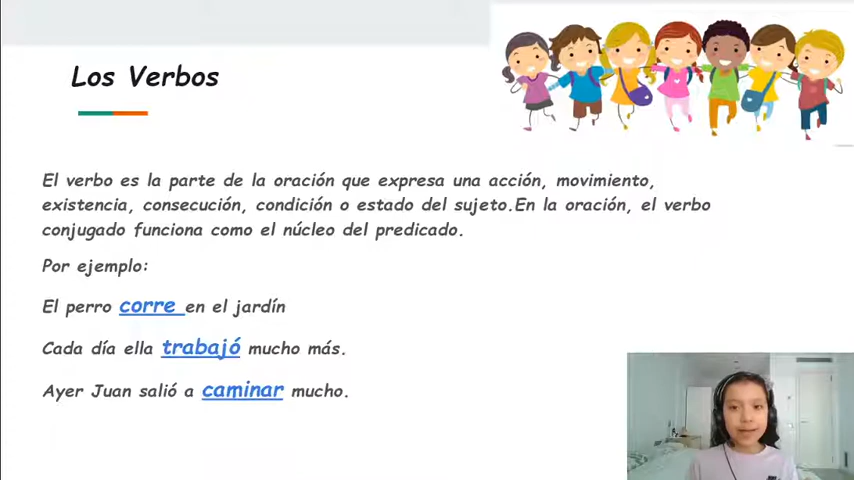 Los Verbos
El verbo es la parte de la oración que expresa una acción, movimiento,
existencia, consecución, condición o estado del sujeto.En la oración, el verbo
conjugado funciona como el núcleo del predicado.
Por ejemplo:
El perro corre en el jardín
Cada día ella trabajó mucho más.
Ayer Juan salió a caminar mucho.